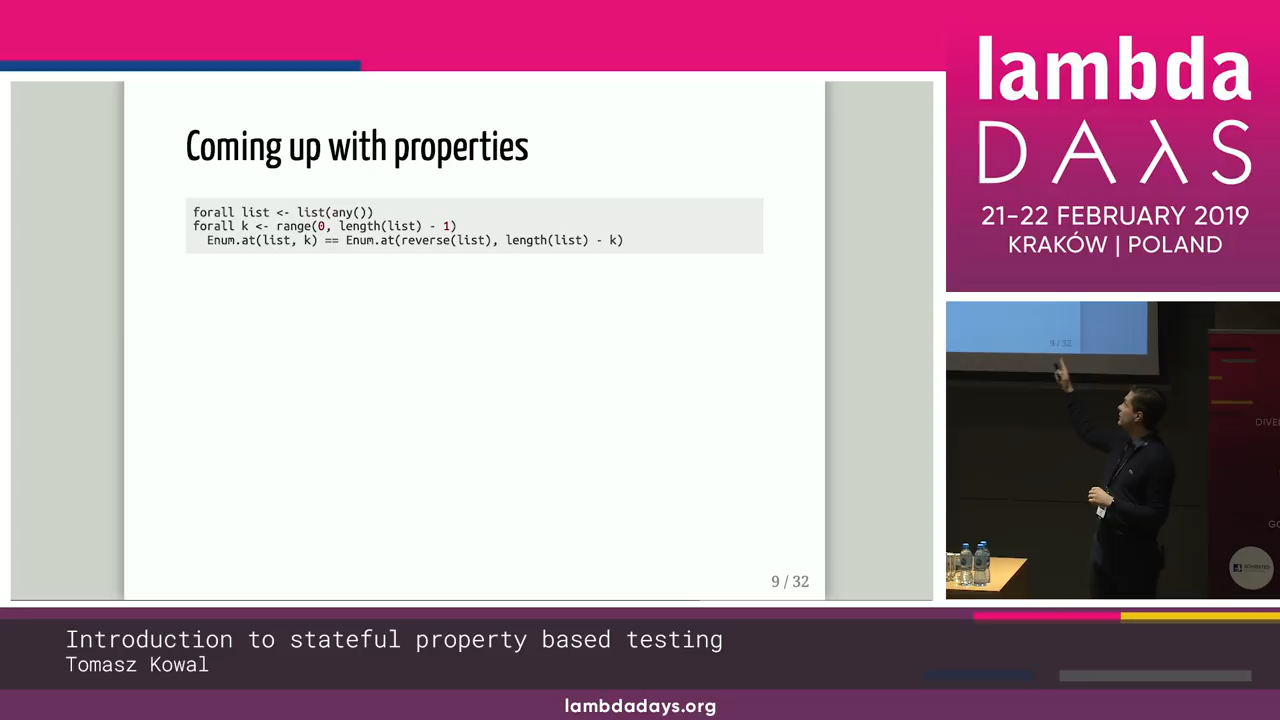 Coming up with properties
forall list <- list(any())
forall k <- range(0, length(list) - 1)
Enum.at(list, k) == Enum.at(reverse(list), length(list) - k)
9 / 32
lambda
DAλS
21-22 FEBRUARY 2019
KRAKÓW | POLAND
9 / 32
Introduction to stateful property based testing
Tomasz Kowal
lambdadays.org